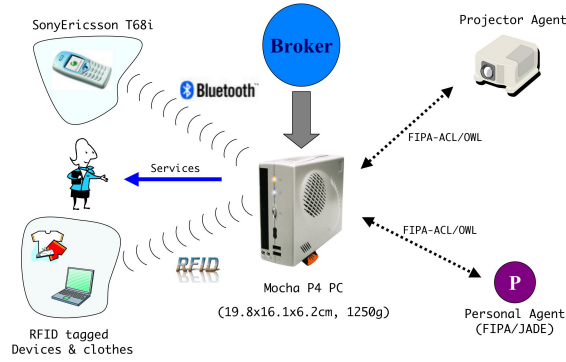 SonyEricsson T68i
Broker
Projector Agent
Bluetooth™
FIPA-ACL/OWL
Services
FIPA-ACL/OWL
RFID
P
Mocha P4 PC
(19.8x16.1x6.2cm, 1250g)
Personal Agent
(FIPA/JADE)
RFID tagged
Devices & clothes